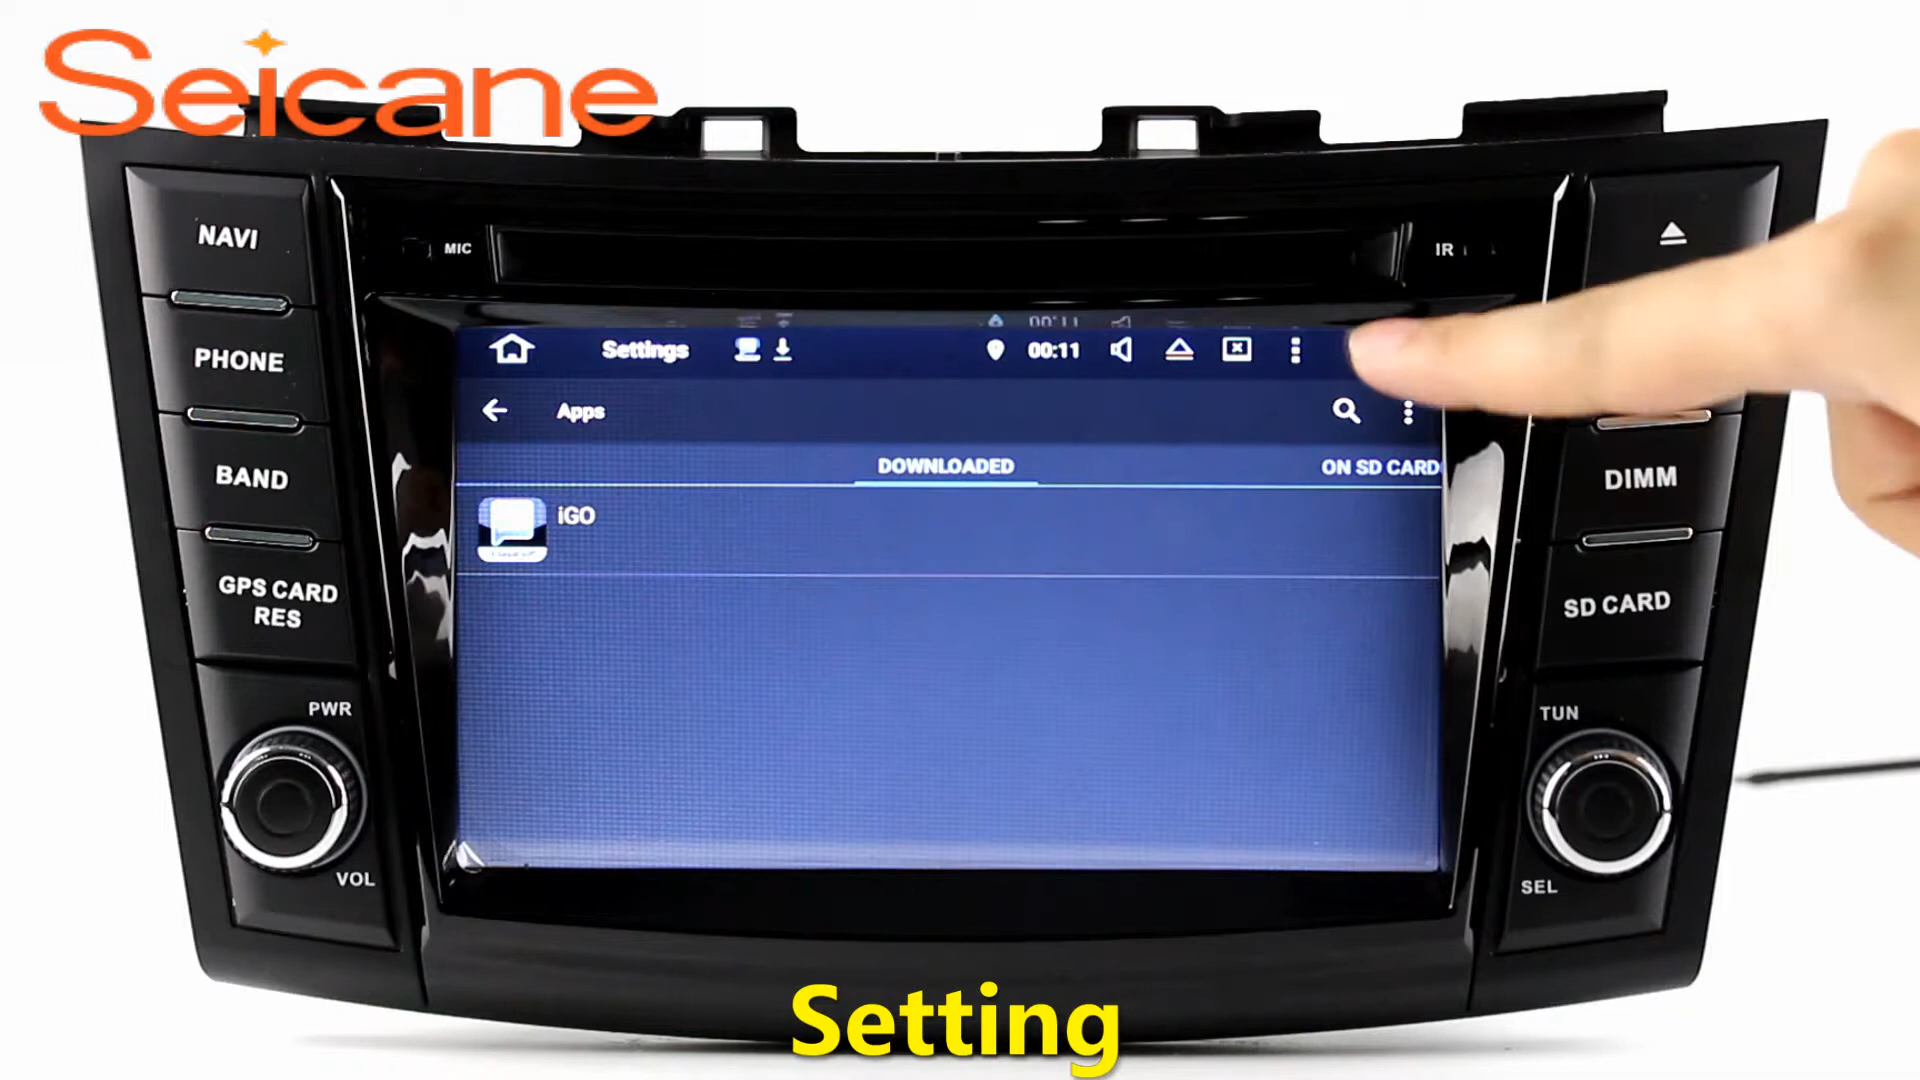 Seicane
NAVI
MIC
IR
PHONE
Settings
00:11
Apps
DOWNLOADED
ON SD CARD
BAND
DIMM
iGO
GPS CARD
RES
SD CARD
PWR
TUN
VOL
SEL
Setting